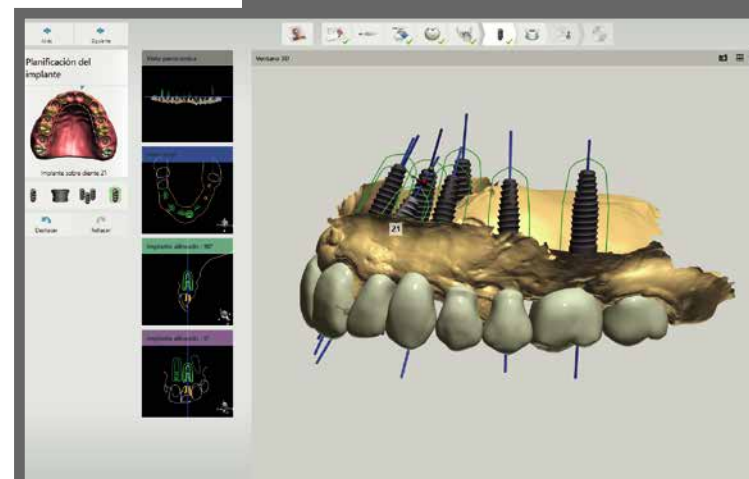 Atrás
Siguiente
Planificación del
implante
Implante sobre diente 21
Deshacer
Rehacer
Vista panorámica
Implante alineado : 90°
Implante alineado : 0°
Ventana 3D
21